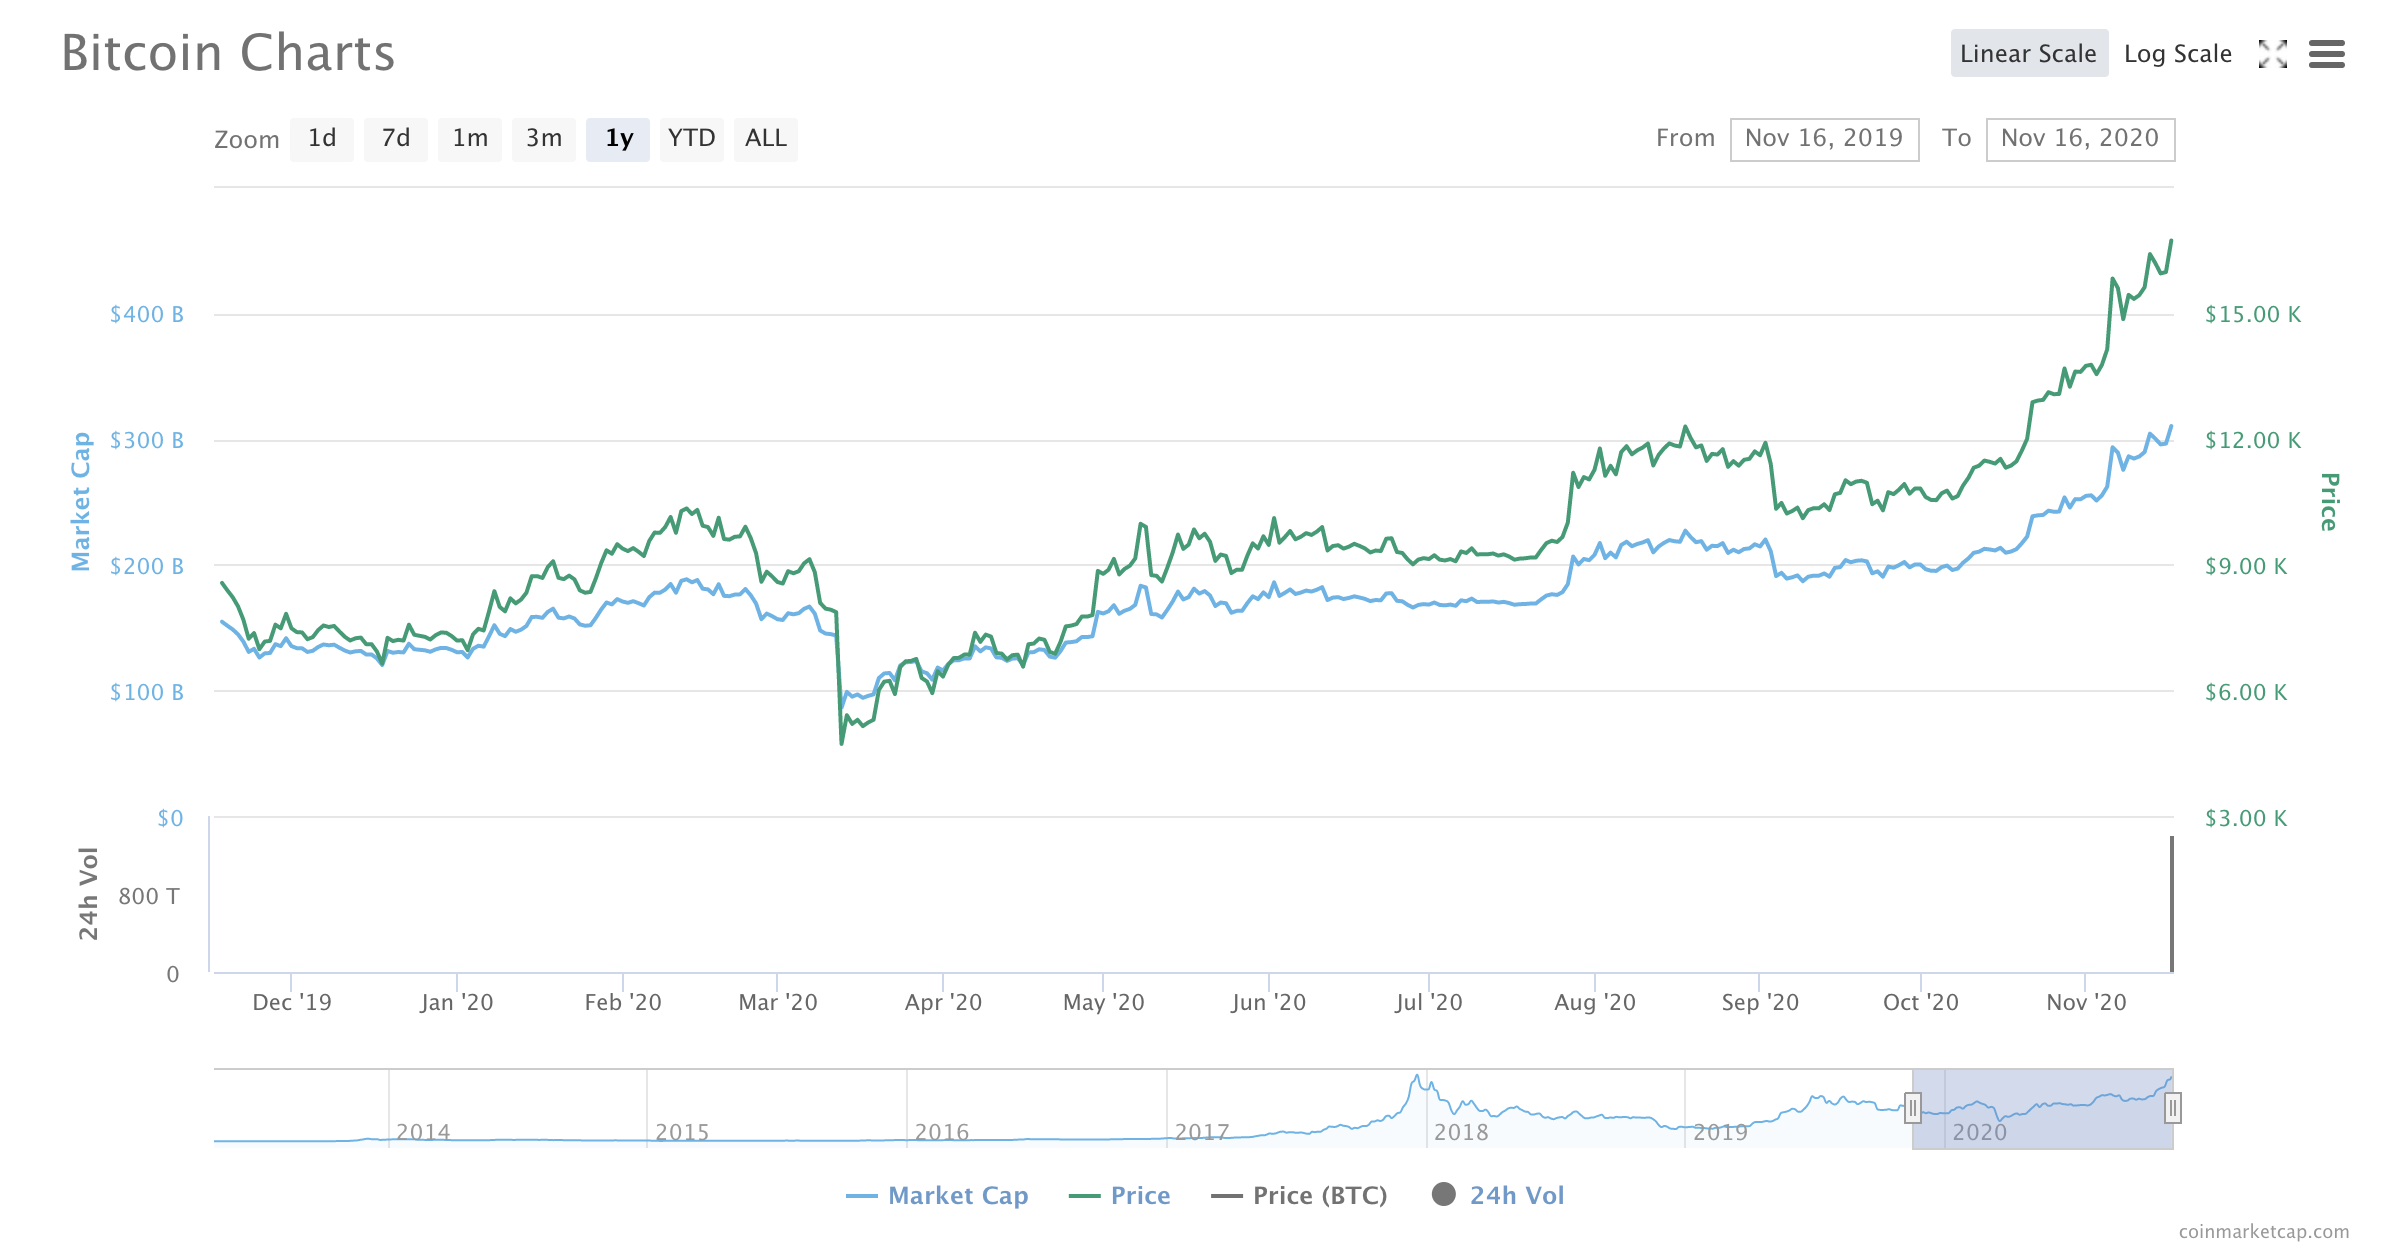 Bitcoin Charts
Linear Scale Log Scale
Zoom 1d 7d 1m 3m 1y YTD ALL
From Nov 16, 2019 To Nov 16, 2020
$400 B
$300 B
$200 B
$100 B
$0
Market Cap
$15.00 K
$12.00 K
$9.00 K
$6.00 K
$3.00 K
Price
24h Vol
800 T
0
Dec '19 Jan '20 Feb '20 Mar '20 Apr '20 May '20 Jun '20 Jul '20 Aug '20 Sep '20 Oct '20 Nov '20
2014 2015 2016 2017 2018 2019 2020
Market Cap Price Price (BTC) 24h Vol
coinmarketcap.com